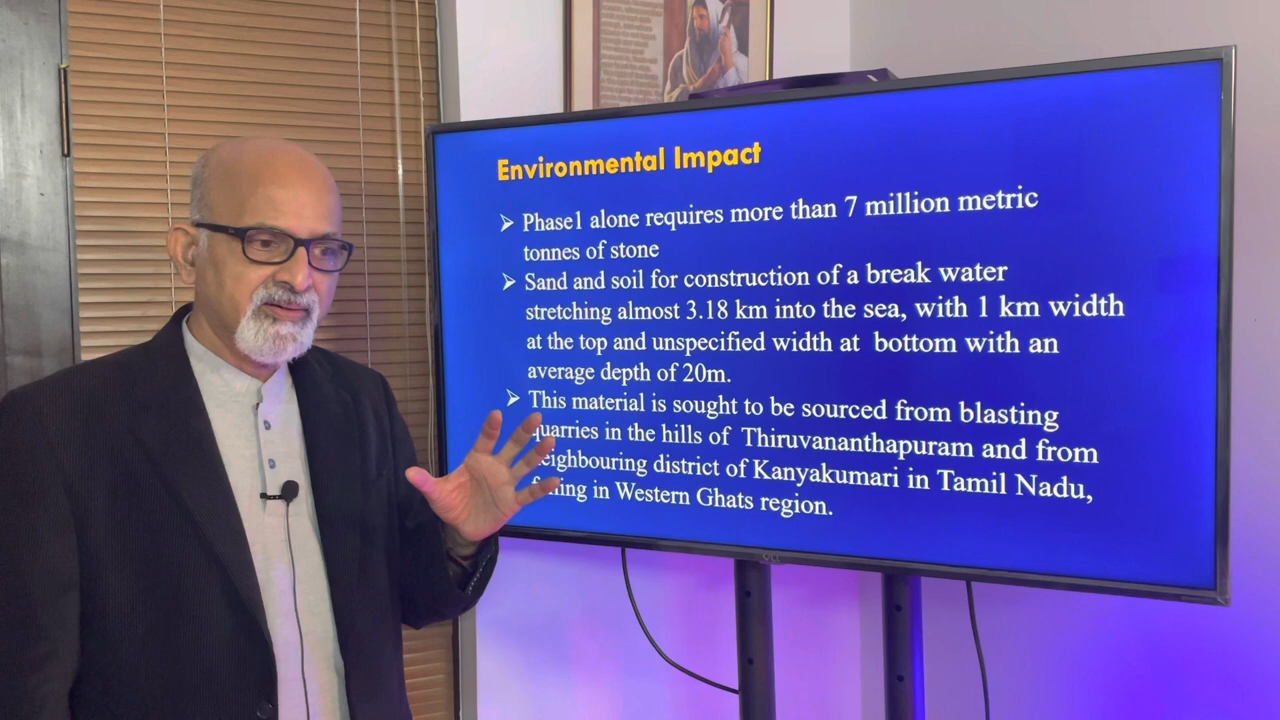 Environmental Impact
➢ Phase1 alone requires more than 7 million metric
tonnes of stone
➢ Sand and soil for construction of a break water
stretching almost 3.18 km into the sea, with 1 km width
at the top and unspecified width at bottom with an
average depth of 20m.
➢ This material is sought to be sourced from blasting
quarries in the hills of Thiruvananthapuram and from
district of Kanyakumari in Tamil Nadu,
in Western Ghats region.